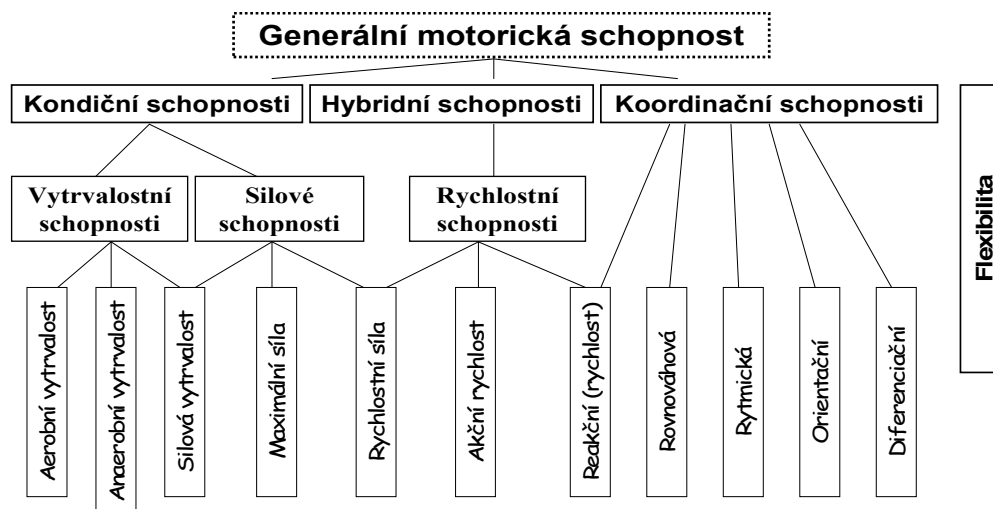 Generální motorická schopnost
Kondiční schopnosti
Hybridní schopnosti
Koordinační schopnosti
Flexibilita
Vytrvalostní
schopnosti
Silové
schopnosti
Rychlostní
schopnosti
Aerobní vytrvalost
Anaerobní vytrvalost
Silová vytrvalost
Maximální síla
Rychlostní síla
Akční rychlost
Reakční (rychlost)
Rovnováhová
Rytmická
Orientační
Diferenciační